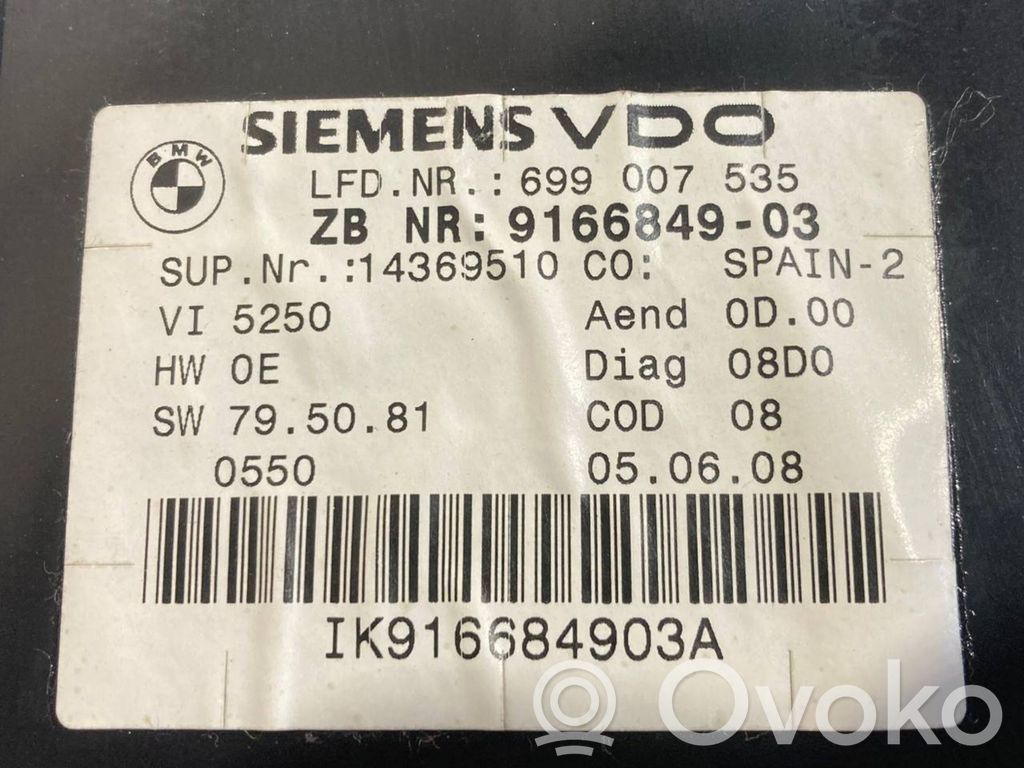 SIEMENS VDO
BMW
LFD.NR.: 699 007 535
ZB NR: 9166849-03
SUP.Nr.:14369510 CO: SPAIN-2
VI 5250 Aend 0D.00
HW 0E Diag 08D0
SW 79.50.81 COD 08
0550 05.06.08
IK916684903A
Ovoko